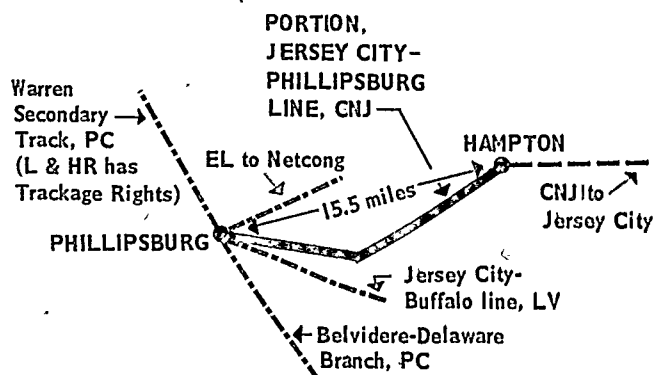 PORTION,
JERSEY CITY-
PHILLIPSBURG
LINE, CNJ
Warren
Secondary
Track, PC
(L & HR has
Trackage Rights)
EL to Netcong
HAMPTON
15.5 miles
CNJ to
Jersey City
PHILLIPSBURG
Jersey City-
Buffalo line, LV
Belvidere-Delaware
Branch, PC